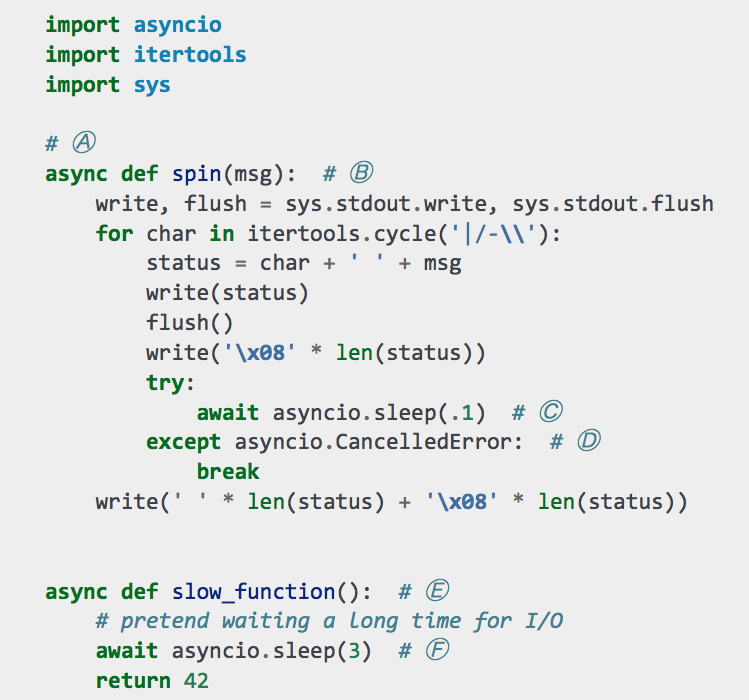 import asyncio
import itertools
import sys

# Ⓐ
async def spin(msg):  # Ⓑ
    write, flush = sys.stdout.write, sys.stdout.flush
    for char in itertools.cycle('|/-\\'):
        status = char + ' ' + msg
        write(status)
        flush()
        write('\x08' * len(status))
        try:
            await asyncio.sleep(.1)  # Ⓒ
        except asyncio.CancelledError:  # Ⓓ
            break
    write(' ' * len(status) + '\x08' * len(status))


async def slow_function():  # Ⓔ
    # pretend waiting a long time for I/O
    await asyncio.sleep(3)  # Ⓕ
    return 42